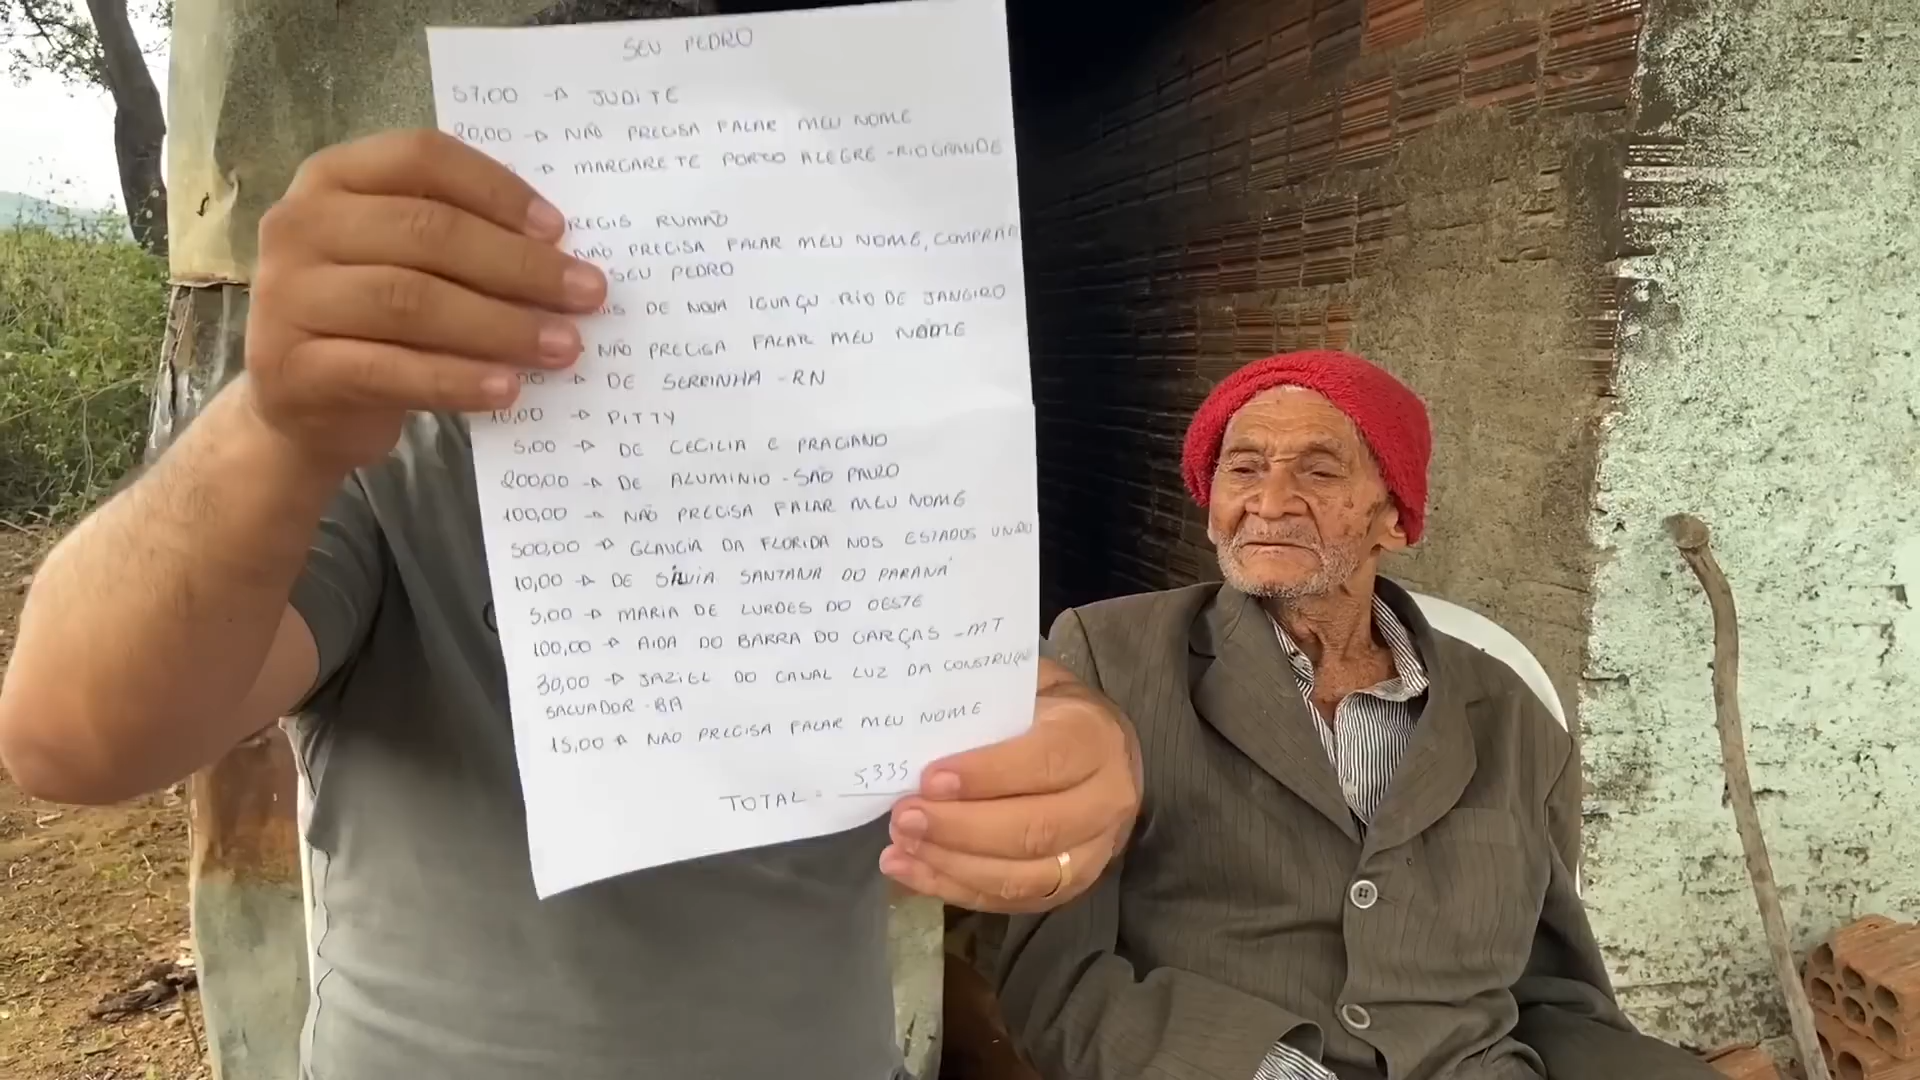 SEU PEDRO
57,00 → JUDITE
20,00 → NÃO PRECISA FALAR MEU NOME
→ MARGARETE PORTO ALEGRE - RIO GRANDE
REGIS RUMÃO
NÃO PRECISA FALAR MEU NOME, COMPRAR
SEU PEDRO
DE NOVA IGUAÇU - RIO DE JANEIRO
NÃO PRECISA FALAR MEU NOME
→ DE SERRINHA - RN
10,00 → PITTY
5,00 → DE CECILIA E PRACIANO
200,00 → DE ALUMINIO - SÃO PAULO
100,00 → NÃO PRECISA FALAR MEU NOME
500,00 → GLAUCIA DA FLORIDA NOS ESTADOS UNIDO
10,00 → DE SILVIA SANTANA DO PARANÁ
5,00 → MARIA DE LURDES DO OESTE
100,00 → AIDA DO BARRA DO GARÇAS - MT
30,00 → JAZIEL DO CANAL LUZ DA CONSTRUÇÃO
SALVADOR - BA
15,00 → NÃO PRECISA FALAR MEU NOME
TOTAL = 5,335